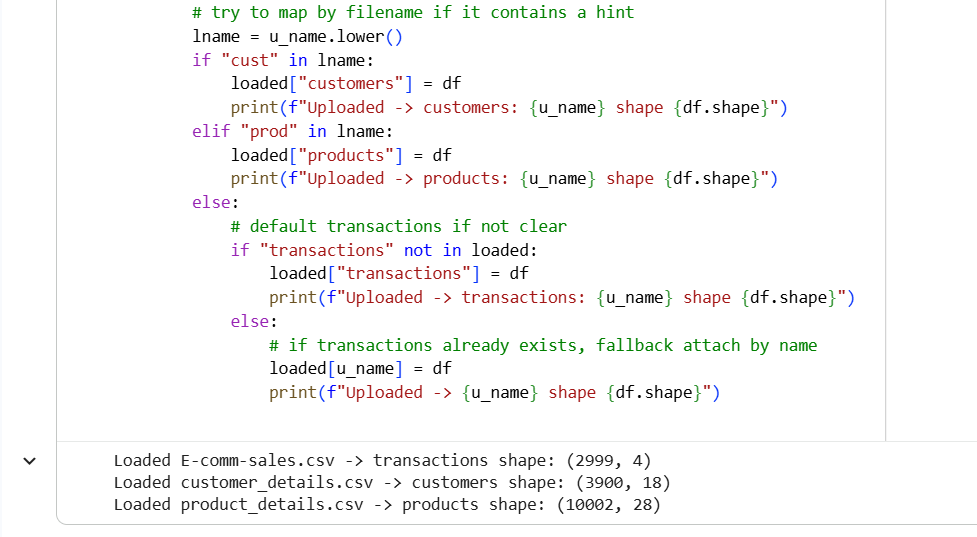 # try to map by filename if it contains a hint
lname = u_name.lower()
if "cust" in lname:
loaded["customers"] = df
print(f"Uploaded -> customers: {u_name} shape {df.shape}")
elif "prod" in lname:
loaded["products"] = df
print(f"Uploaded -> products: {u_name} shape {df.shape}")
else:
# default transactions if not clear
if "transactions" not in loaded:
loaded["transactions"] = df
print(f"Uploaded -> transactions: {u_name} shape {df.shape}")
else:
# if transactions already exists, fallback attach by name
loaded[u_name] = df
print(f"Uploaded -> {u_name} shape {df.shape}")
Loaded E-comm-sales.csv -> transactions shape: (2999, 4)
Loaded customer_details.csv -> customers shape: (3900, 18)
Loaded product_details.csv -> products shape: (10002, 28)